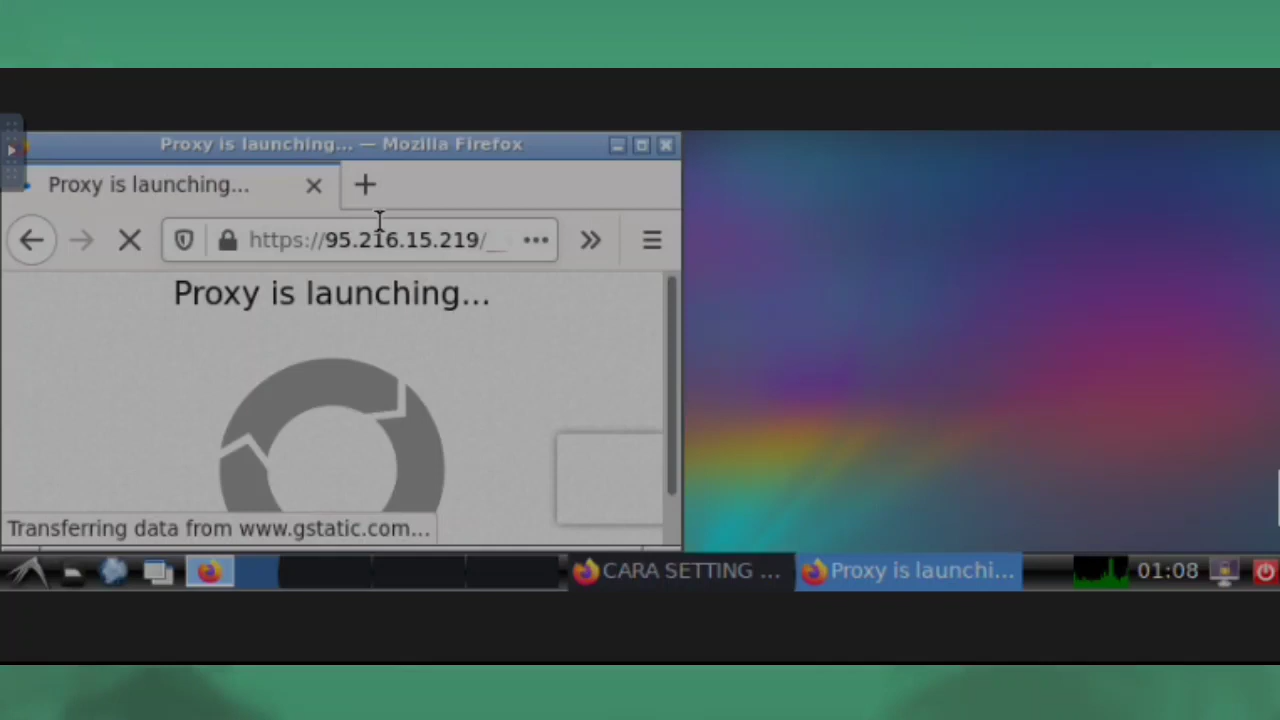 Proxy is launching... — Mozilla Firefox
Proxy is launching...
https://95.216.15.219/__
Proxy is launching...
Transferring data from www.gstatic.com...
CARA SETTING ...
Proxy is launchi...
01:08